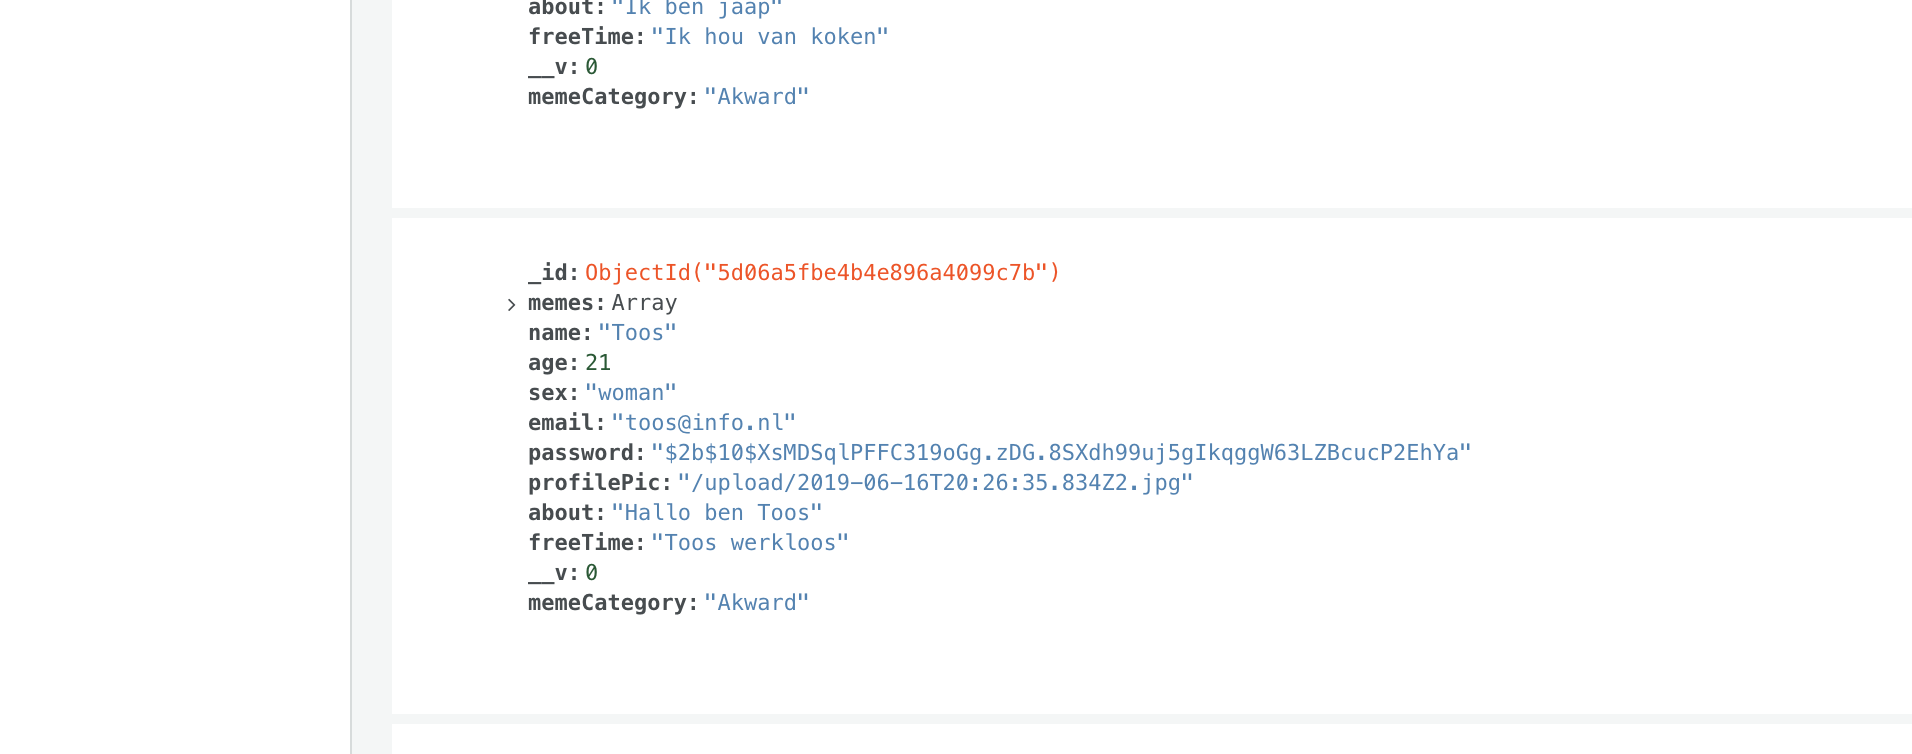 about: "Ik ben jaap"
freeTime: "Ik hou van koken"
__v: 0
memeCategory: "Akward"
_id: ObjectId("5d06a5fbe4b4e896a4099c7b")
memes: Array
name: "Toos"
age: 21
sex: "woman"
email: "toos@info.nl"
password: "$2b$10$XsMDSqlPFFC319oGg.zDG.8SXdh99uj5gIkqggW63LZBcucP2EhYa"
profilePic: "/upload/2019-06-16T20:26:35.834Z2.jpg"
about: "Hallo ben Toos"
freeTime: "Toos werkloos"
__v: 0
memeCategory: "Akward"